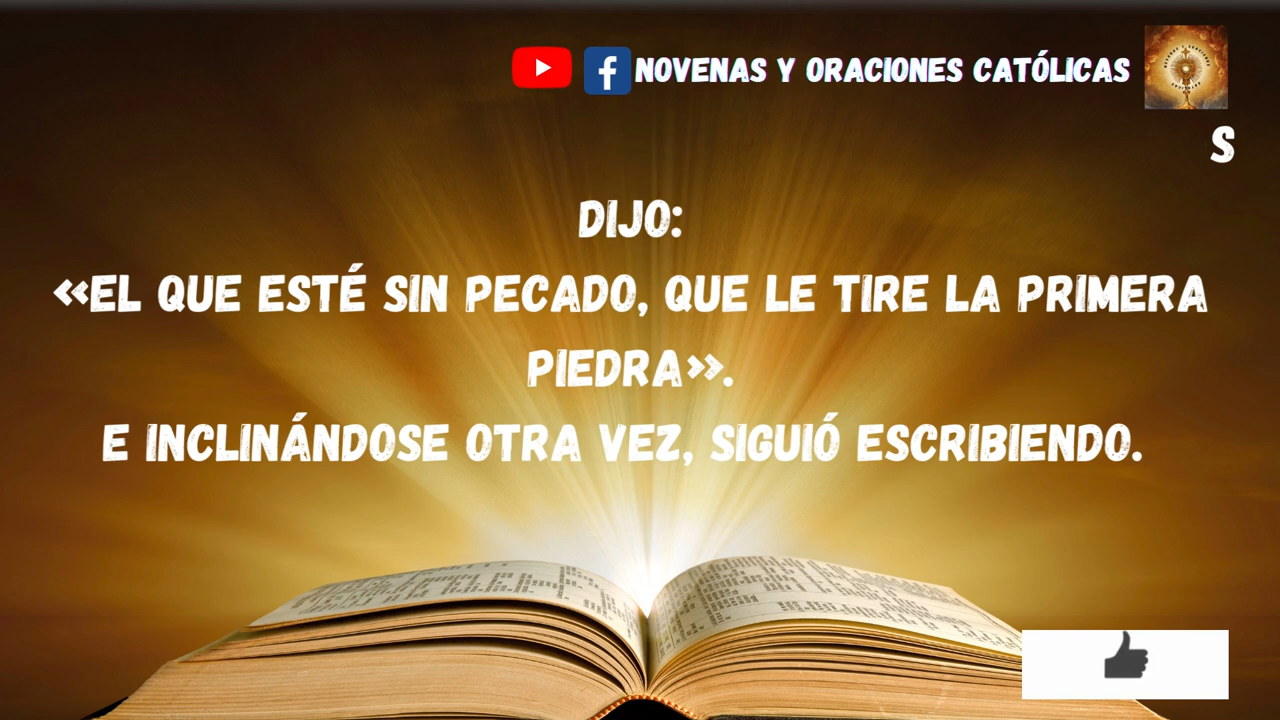 NOVENAS Y ORACIONES CATÓLICAS
S
DIJO:
«EL QUE ESTÉ SIN PECADO, QUE LE TIRE LA PRIMERA
PIEDRA».
E INCLINÁNDOSE OTRA VEZ, SIGUIÓ ESCRIBIENDO.